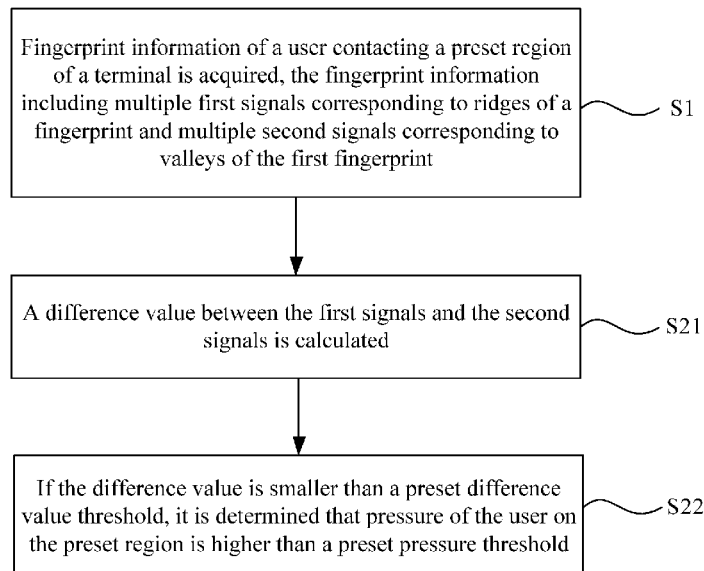 Fingerprint information of a user contacting a preset region
of a terminal is acquired, the fingerprint information
including multiple first signals corresponding to ridges of a
fingerprint and multiple second signals corresponding to
valleys of the first fingerprint
S1
A difference value between the first signals and the second
signals is calculated
S21
If the difference value is smaller than a preset difference
value threshold, it is determined that pressure of the user on
the preset region is higher than a preset pressure threshold
S22